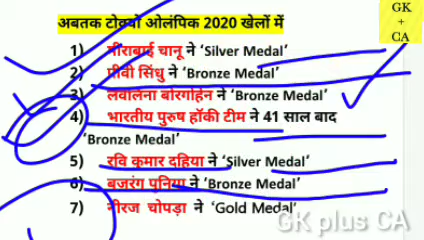 GK
+
CA
अबतक टोक्यो ओलंपिक 2020 खेलों में
1) मीराबाई चानू ने ‘Silver Medal’
2) पीवी सिंधु ने ‘Bronze Medal’
3) लवलिना बोरगोहेन ने ‘Bronze Medal’
4) भारतीय पुरुष हॉकी टीम ने 41 साल बाद
‘Bronze Medal’
5) रवि कुमार दहिया ने ‘Silver Medal’
6) बजरंग पुनिया ने ‘Bronze Medal’
7) नीरज चोपड़ा ने ‘Gold Medal’
GK plus CA